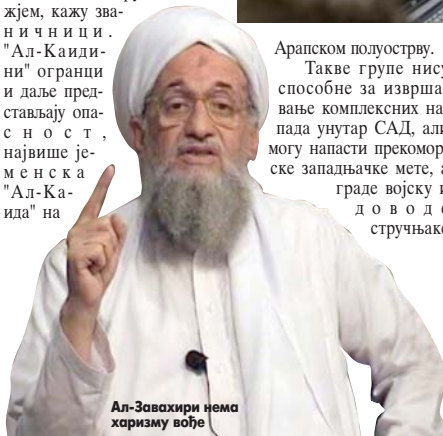 жјем, кажу зва-
ничници.
"Ал-Каиди-
ни" огранци
и даље пред-
стављају опа-
сност,
највише је-
менска
"Ал-Ка-
ида" на
Арапском полуострву.
Такве групе нису
способне за изврша-
вање комплексних на-
пада унутар САД, али
могу напасти прекомор-
ске западњачке мете, а
граде војску и
доводе
стручњаке
Ал-Завахири нема
харизму вође